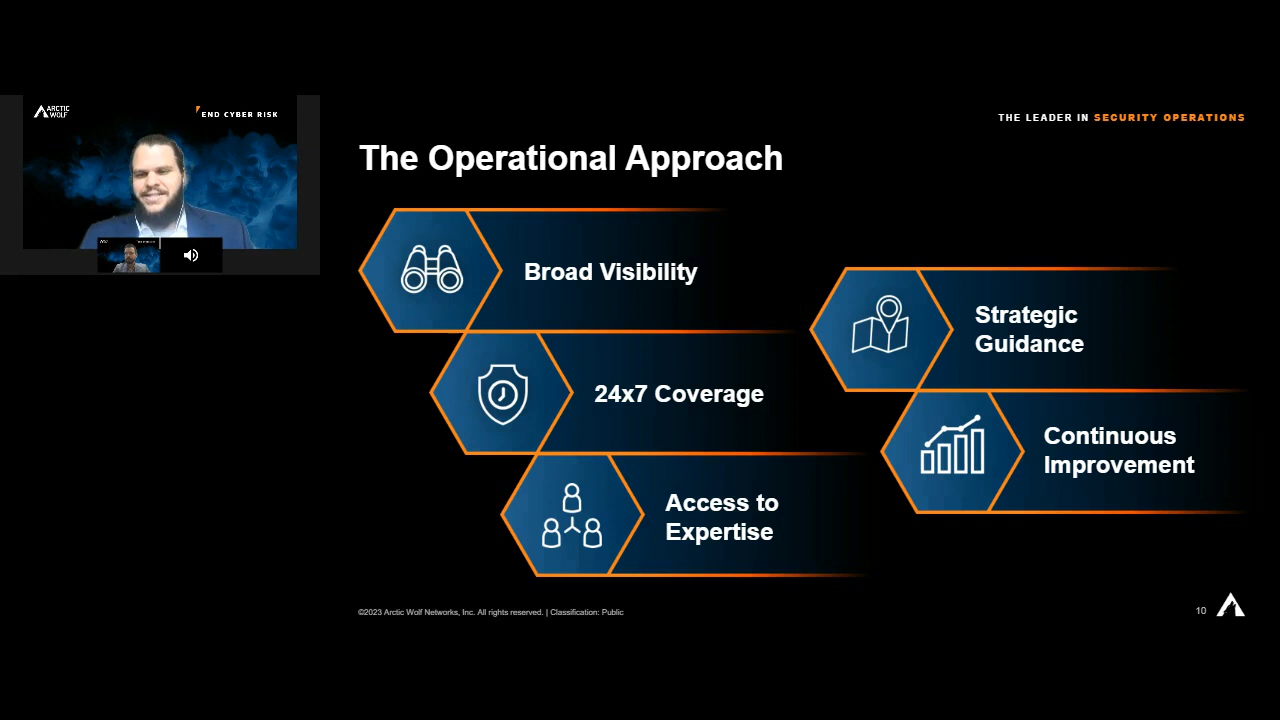 ARCTIC
WOLF
END CYBER RISK
THE LEADER IN SECURITY OPERATIONS
The Operational Approach
Broad Visibility
24x7 Coverage
Access to
Expertise
Strategic
Guidance
Continuous
Improvement
©2023 Arctic Wolf Networks, Inc. All rights reserved. | Classification: Public
10